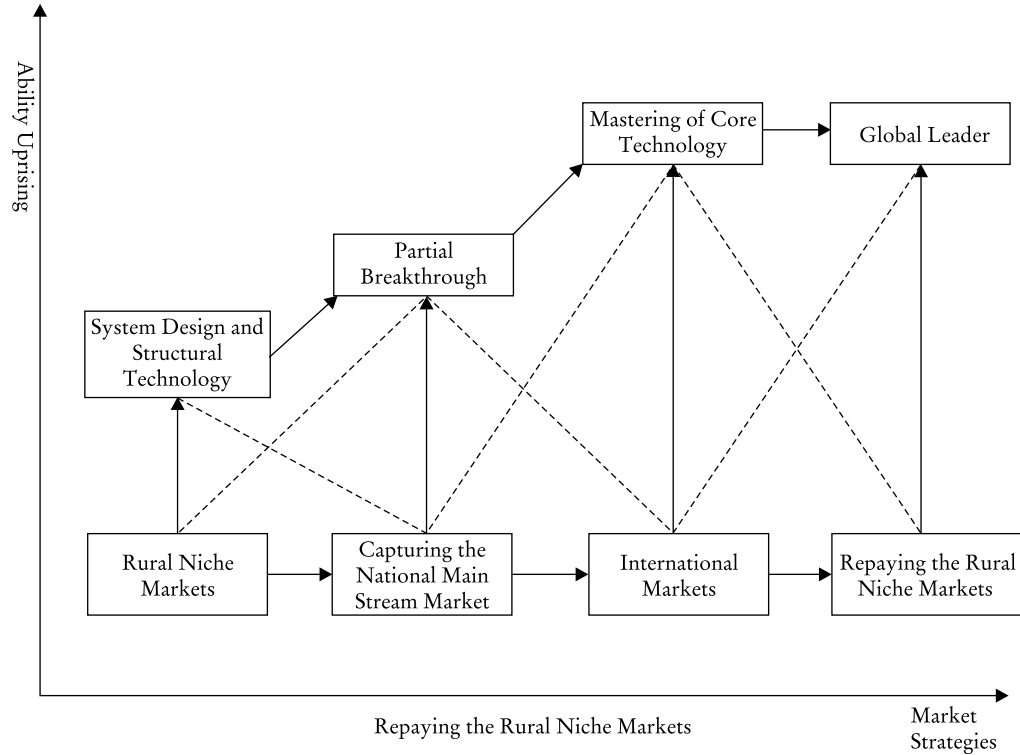 Ability Uprising
Mastering of Core
Technology
Global Leader
Partial
Breakthrough
System Design and
Structural
Technology
Rural Niche
Markets
Capturing the
National Main
Stream Market
International
Markets
Repaying the Rural
Niche Markets
Repaying the Rural Niche Markets
Market
Strategies